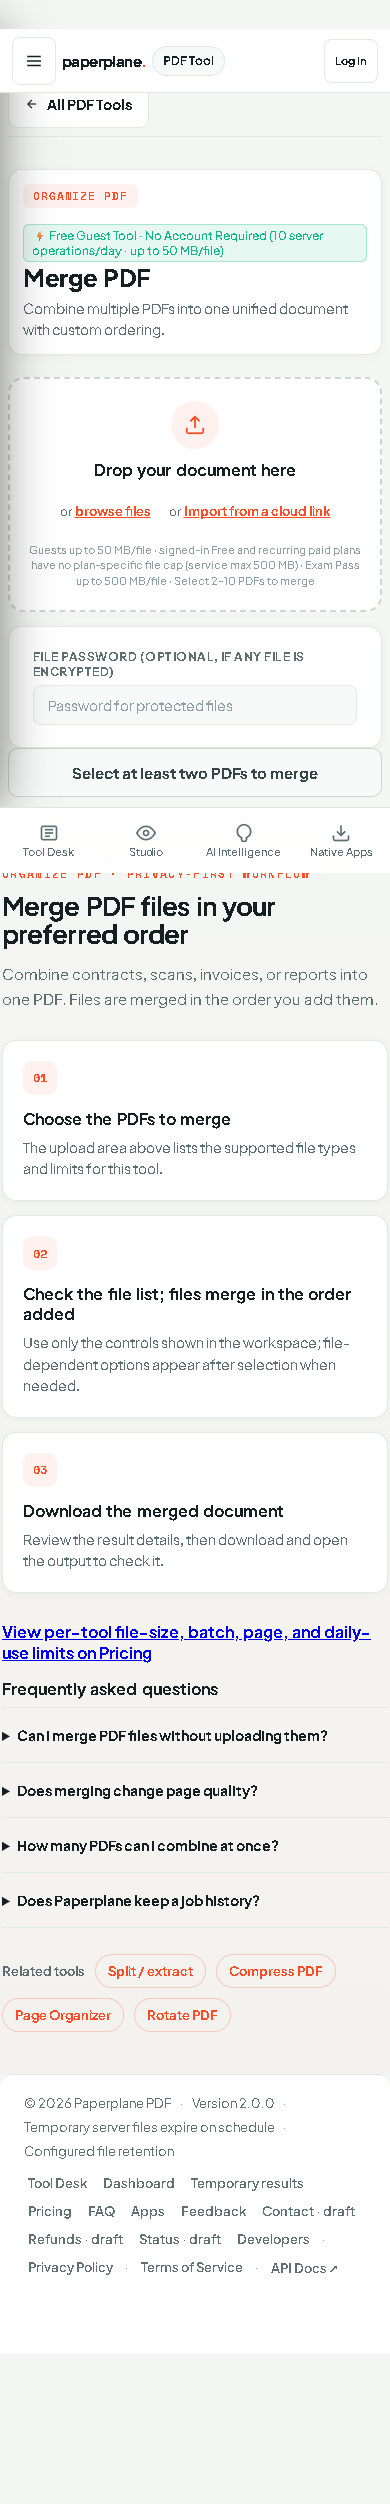 paperplane.
PDF Tool
Log In
← All PDF Tools
ORGANIZE PDF
⚡ Free Guest Tool · No Account Required (10 server
operations/day · up to 50 MB/file)
Merge PDF
Combine multiple PDFs into one unified document
with custom ordering.
Drop your document here
or browse files or Import from a cloud link
Guests up to 50 MB/file · signed-in Free and recurring paid plans
have no plan-specific file cap (service max 500 MB) · Exam Pass
up to 500 MB/file · Select 2-10 PDFs to merge
FILE PASSWORD (OPTIONAL, IF ANY FILE IS
ENCRYPTED)
Password for protected files
Select at least two PDFs to merge
Tool Desk
Studio
AI Intelligence
Native Apps
ORGANIZE PDF · PRIVACY-FIRST WORKFLOW
Merge PDF files in your
preferred order
Combine contracts, scans, invoices, or reports into
one PDF. Files are merged in the order you add them.
01
Choose the PDFs to merge
The upload area above lists the supported file types
and limits for this tool.
02
Check the file list; files merge in the order
added
Use only the controls shown in the workspace; file-
dependent options appear after selection when
needed.
03
Download the merged document
Review the result details, then download and open
the output to check it.
View per-tool file-size, batch, page, and daily-
use limits on Pricing
Frequently asked questions
▶ Can I merge PDF files without uploading them?
▶ Does merging change page quality?
▶ How many PDFs can I combine at once?
▶ Does Paperplane keep a job history?
Related tools Split / extract Compress PDF
Page Organizer Rotate PDF
© 2026 Paperplane PDF · Version 2.0.0 ·
Temporary server files expire on schedule ·
Configured file retention
Tool Desk Dashboard Temporary results
Pricing FAQ Apps Feedback Contact · draft
Refunds · draft Status · draft Developers ·
Privacy Policy · Terms of Service · API Docs ↗